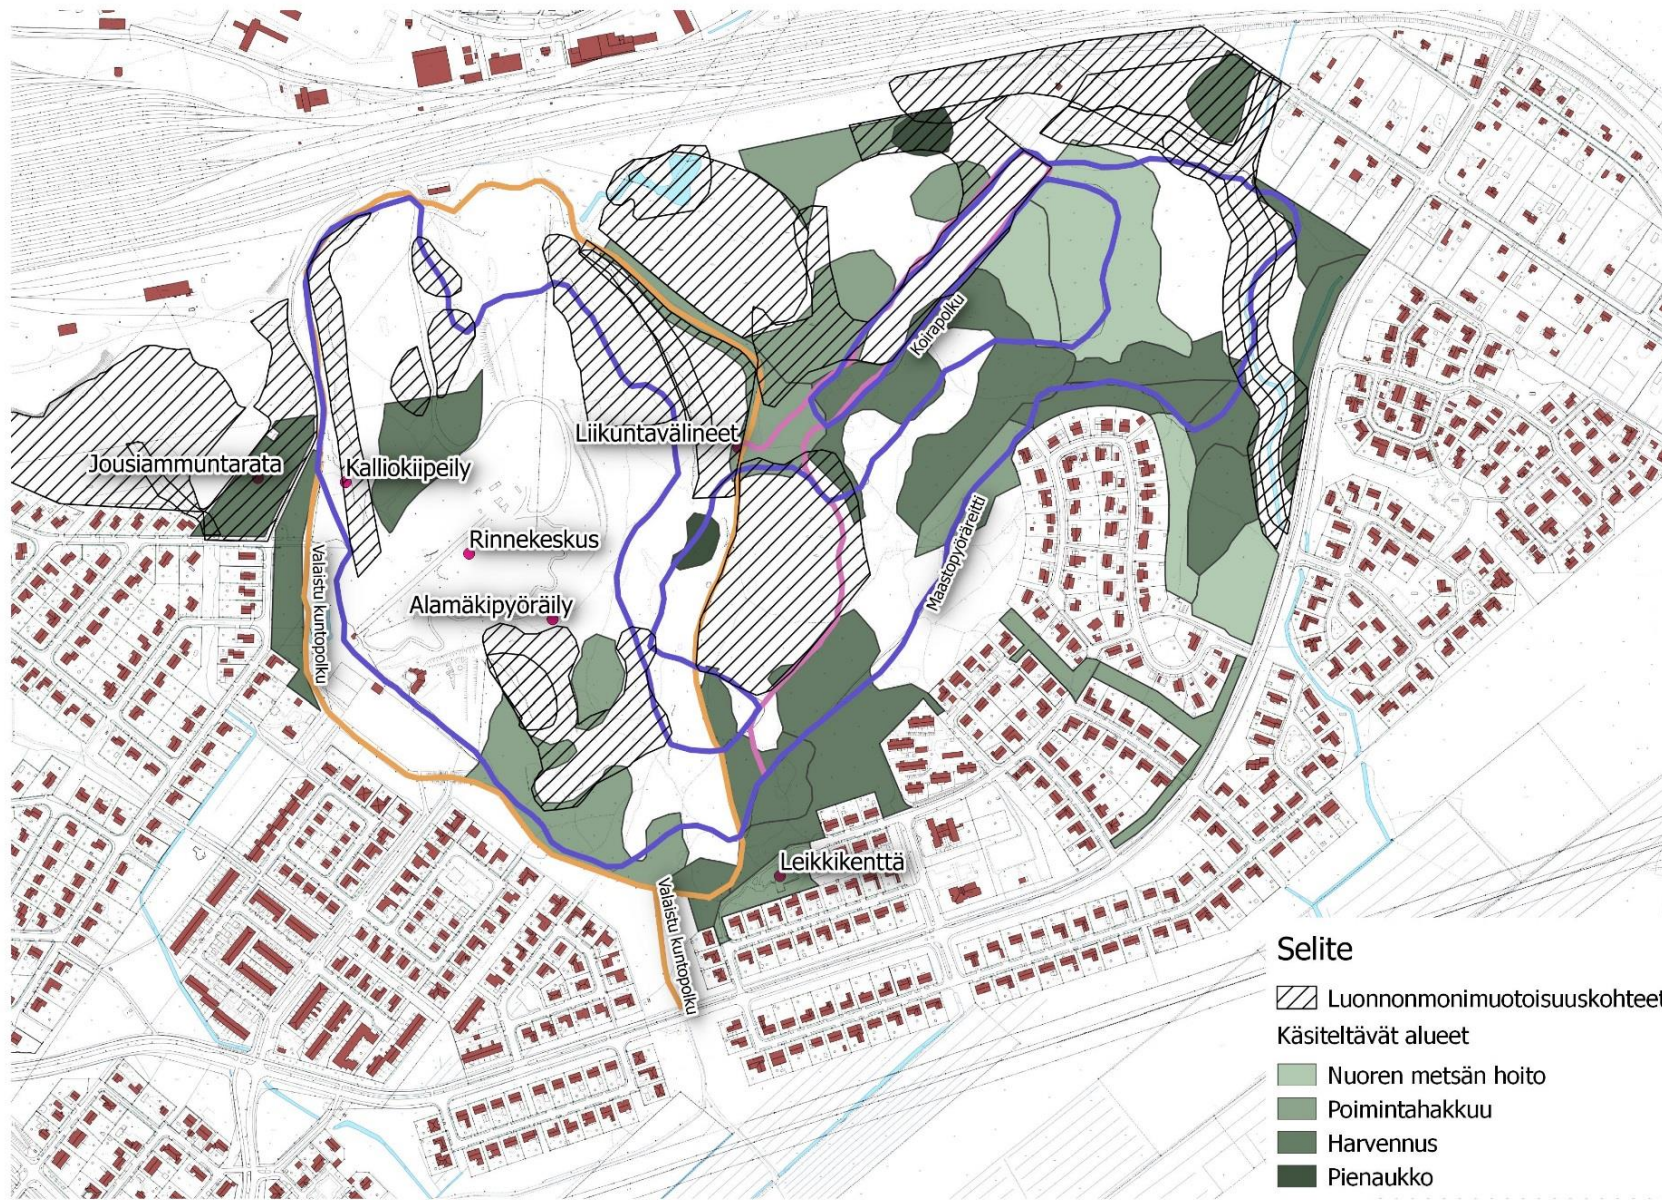 Koirapolku
Liikuntavälineet
Jousiammuntarata
Kalliokiipeily
Rinnekeskus
Maastopyöräreitti
Valaistu kuntopolku
Alamäkipyöräily
Leikkikenttä
Valaistu kuntopolku
Selite
Luonnonmonimuotoisuuskohteet
Käsiteltävät alueet
Nuoren metsän hoito
Poimintahakkuu
Harvennus
Pienaukko